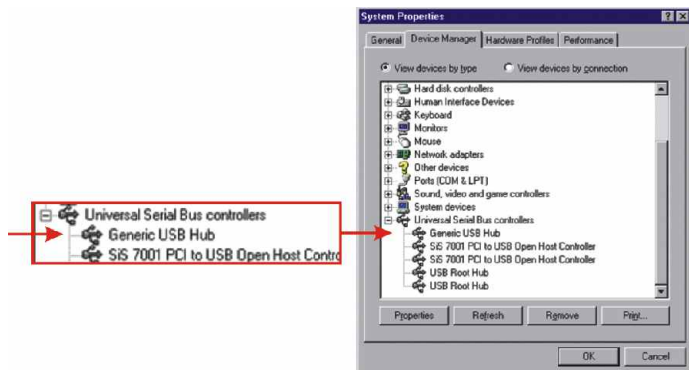 System Properties
General Device Manager Hardware Profiles Performance
View devices by type View devices by connection
Hard disk controllers
Human Interface Devices
Keyboard
Monitors
Mouse
Network adapters
Other devices
Ports (COM & LPT)
Sound, video and game controllers
System devices
Universal Serial Bus controllers
Generic USB Hub
SiS 7001 PCI to USB Open Host Controller
SiS 7001 PCI to USB Open Host Controller
USB Root Hub
USB Root Hub
Properties Refresh Remove Print...
OK Cancel
Universal Serial Bus controllers
Generic USB Hub
SiS 7001 PCI to USB Open Host Contro